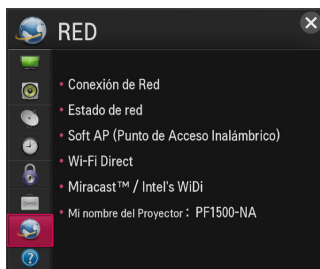 RED
• Conexión de Red
• Estado de red
• Soft AP (Punto de Acceso Inalámbrico)
• Wi-Fi Direct
• Miracast™ / Intel's WiDi
• Mi nombre del Proyector : PF1500-NA